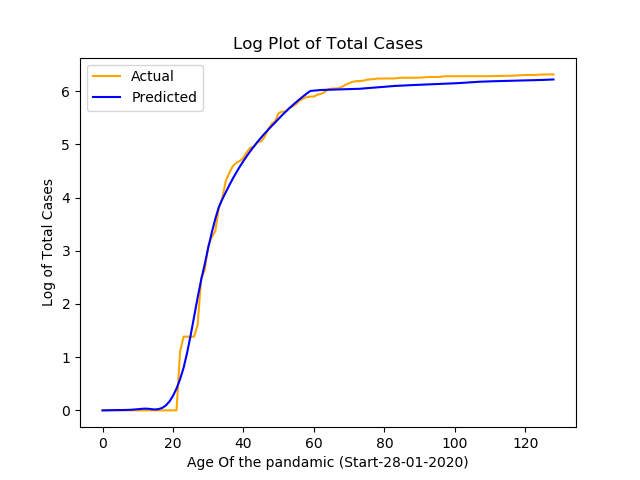 Log Plot of Total Cases
Actual
Predicted
Log of Total Cases
6
5
4
3
2
1
0
0 20 40 60 80 100 120
Age Of the pandamic (Start-28-01-2020)